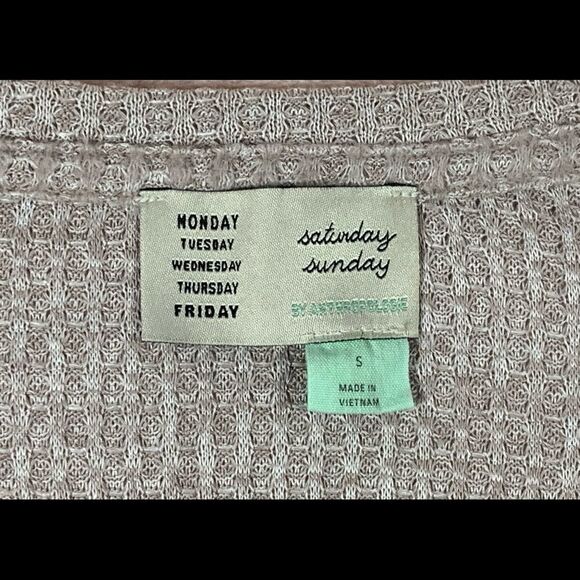 MONDAY
TUESDAY
WEDNESDAY
THURSDAY
FRIDAY
saturday
sunday
BY ANTHROPOLOGIE
S
MADE IN
VIETNAM